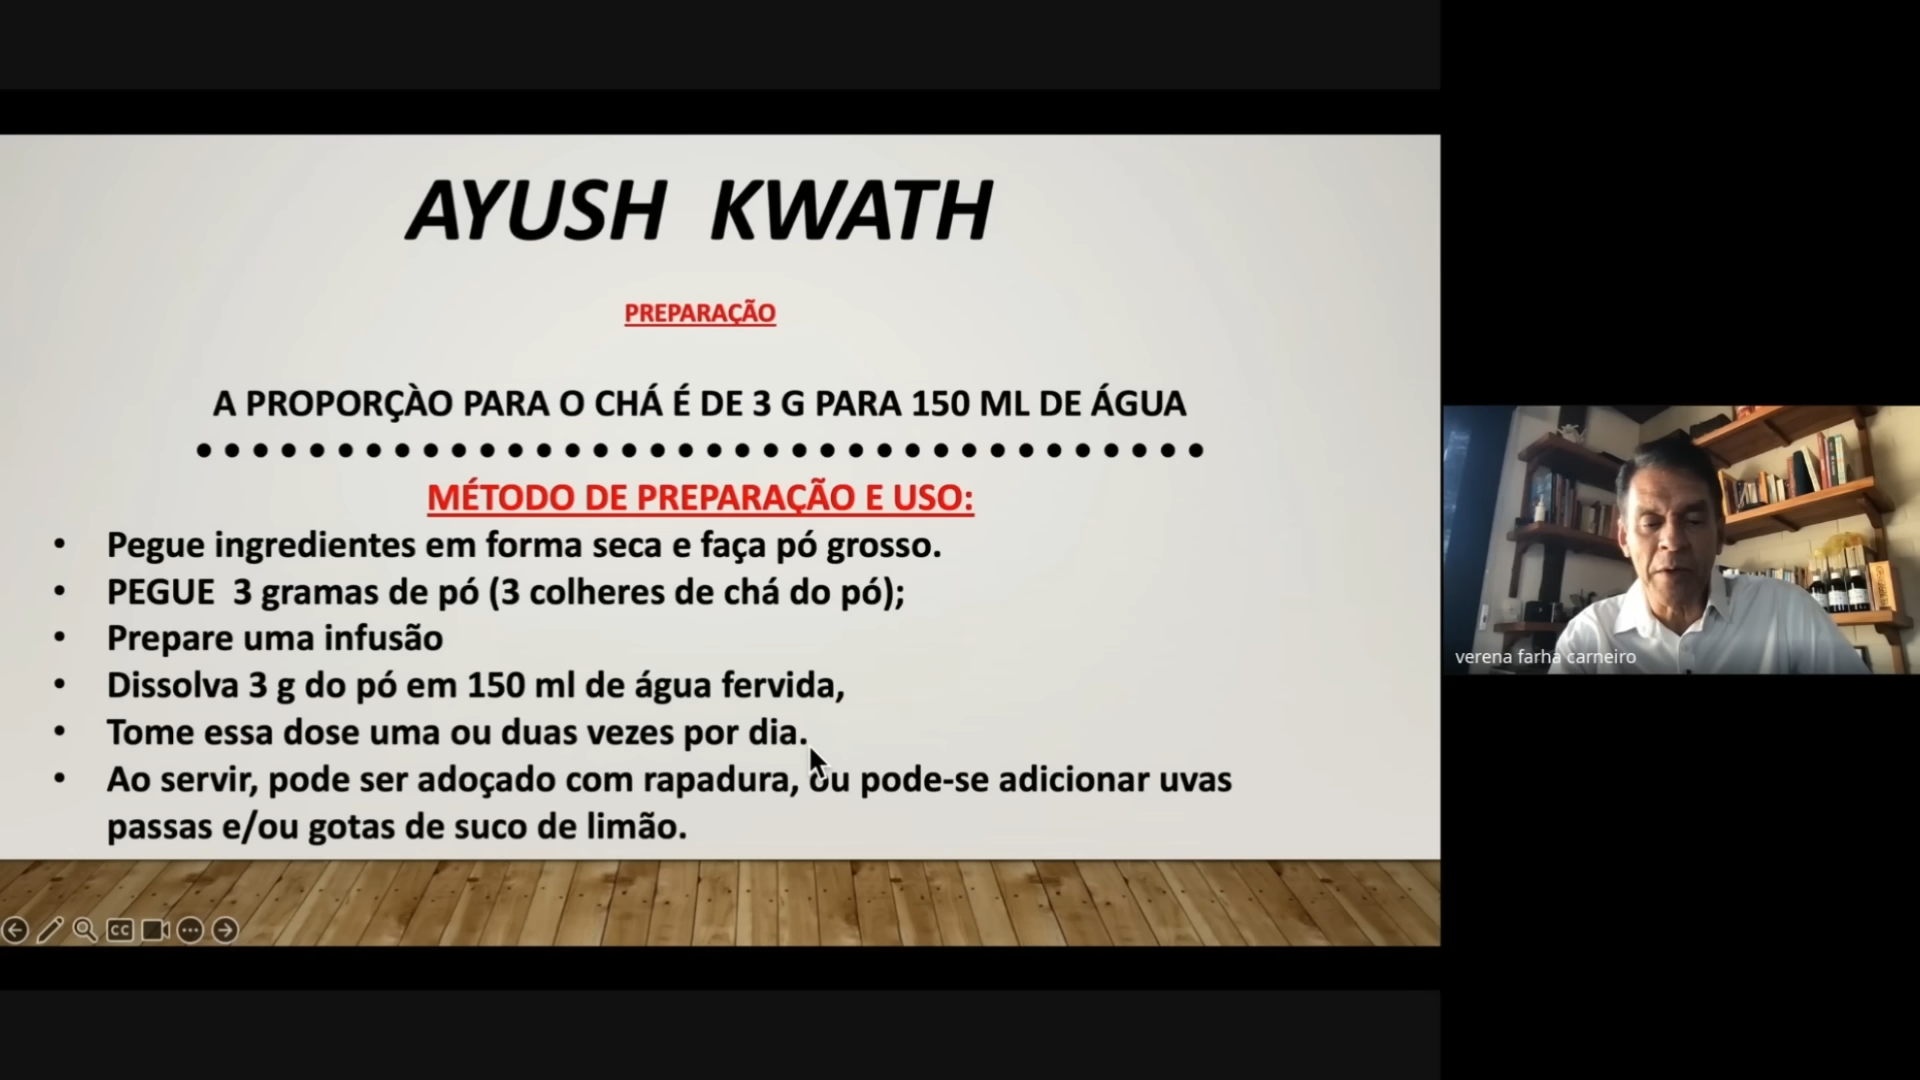 AYUSH KWATH
PREPARAÇÃO
A PROPORÇÀO PARA O CHÁ É DE 3 G PARA 150 ML DE ÁGUA
MÉTODO DE PREPARAÇÃO E USO:
• Pegue ingredientes em forma seca e faça pó grosso.
• PEGUE 3 gramas de pó (3 colheres de chá do pó);
• Prepare uma infusão
• Dissolva 3 g do pó em 150 ml de água fervida,
• Tome essa dose uma ou duas vezes por dia.
• Ao servir, pode ser adoçado com rapadura, ou pode-se adicionar uvas
passas e/ou gotas de suco de limão.
verena farha carneiro
CC